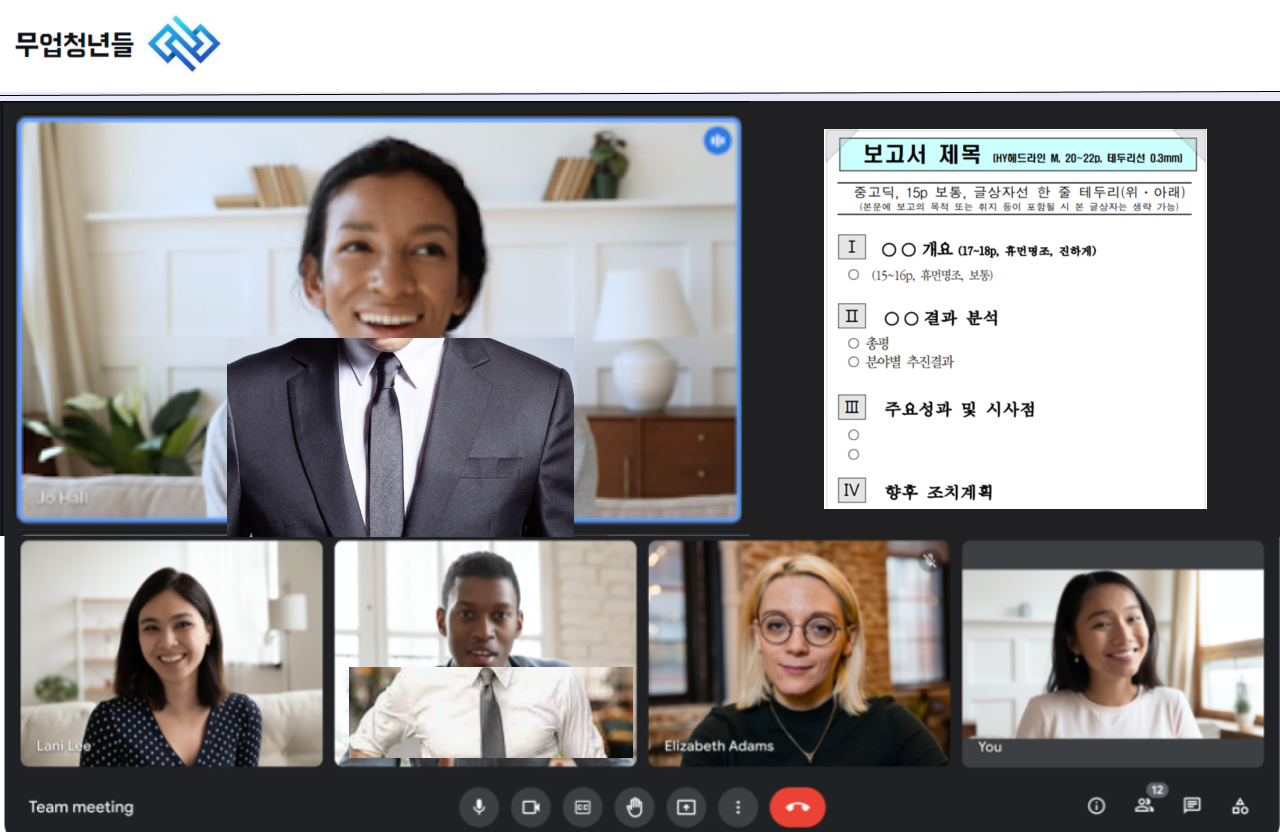 무업청년들
보고서 제목 (HY헤드라인 M, 20~22p, 테두리선 0.3mm)
중고딕, 15p 보통, 글상자선 한 줄 테두리(위・아래)
(본문에 보고의 목적 또는 취지 등이 포함될 시 본 글상자는 생략 가능)
Ⅰ ○○ 개요 (17~18p, 휴먼명조, 진하게)
○ (15~16p, 휴먼명조, 보통)
Ⅱ ○○ 결과 분석
○ 총평
○ 분야별 추진결과
Ⅲ 주요성과 및 시사점
○
○
Ⅳ 향후 조치계획
Jo Hall
Lani Lee
Elizabeth Adams
You
Team meeting
CC
12